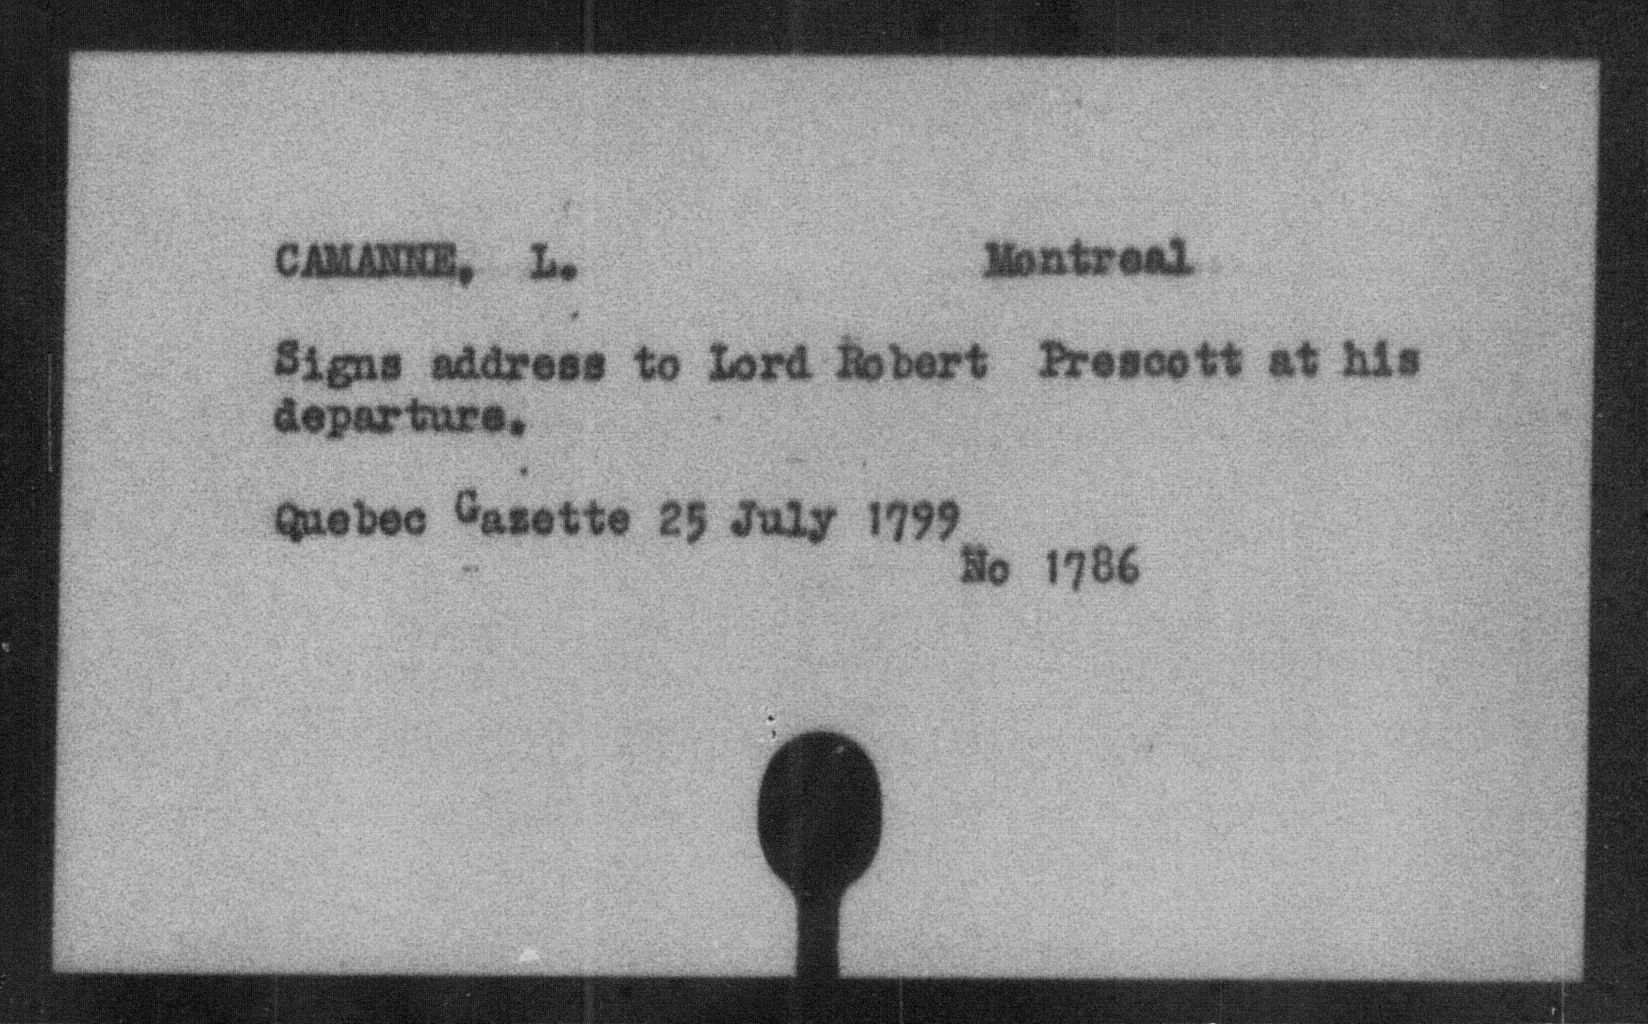 CAMANNE, L. Montreal
Signs address to Lord Robert Prescott at his
departure.
Quebec Gazette 25 July 1799
No 1786